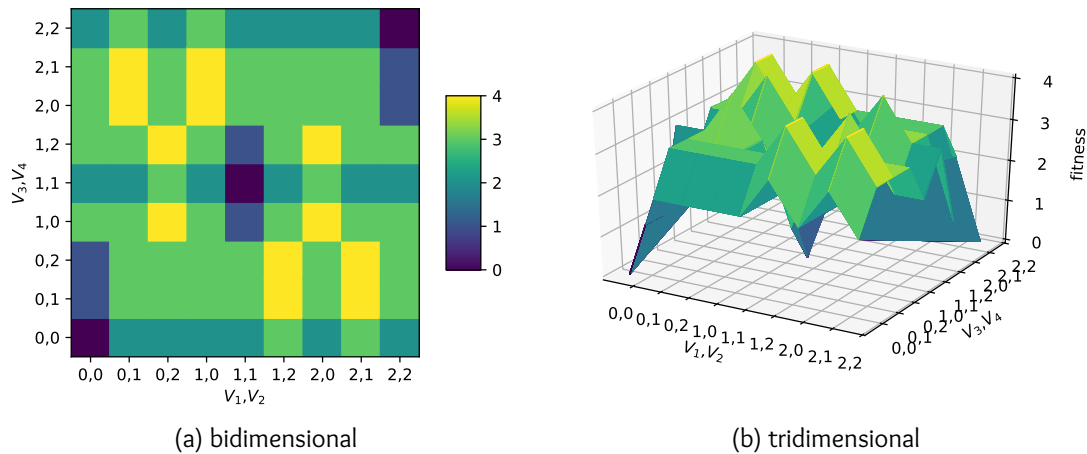 2,2
2,1
2,0
1,2
1,1
1,0
0,2
0,1
0,0
V3,V4
0,0 0,1 0,2 1,0 1,1 1,2 2,0 2,1 2,2
V1,V2
4
3
2
1
0
(a) bidimensional
4
3
2
1
0
fitness
0,0 0,1 0,2 1,0 1,1 1,2 2,0 2,1 2,2
V1,V2
0,0 0,1 0,2 1,0 1,1 1,2 2,0 2,1 2,2
V3,V4
(b) tridimensional